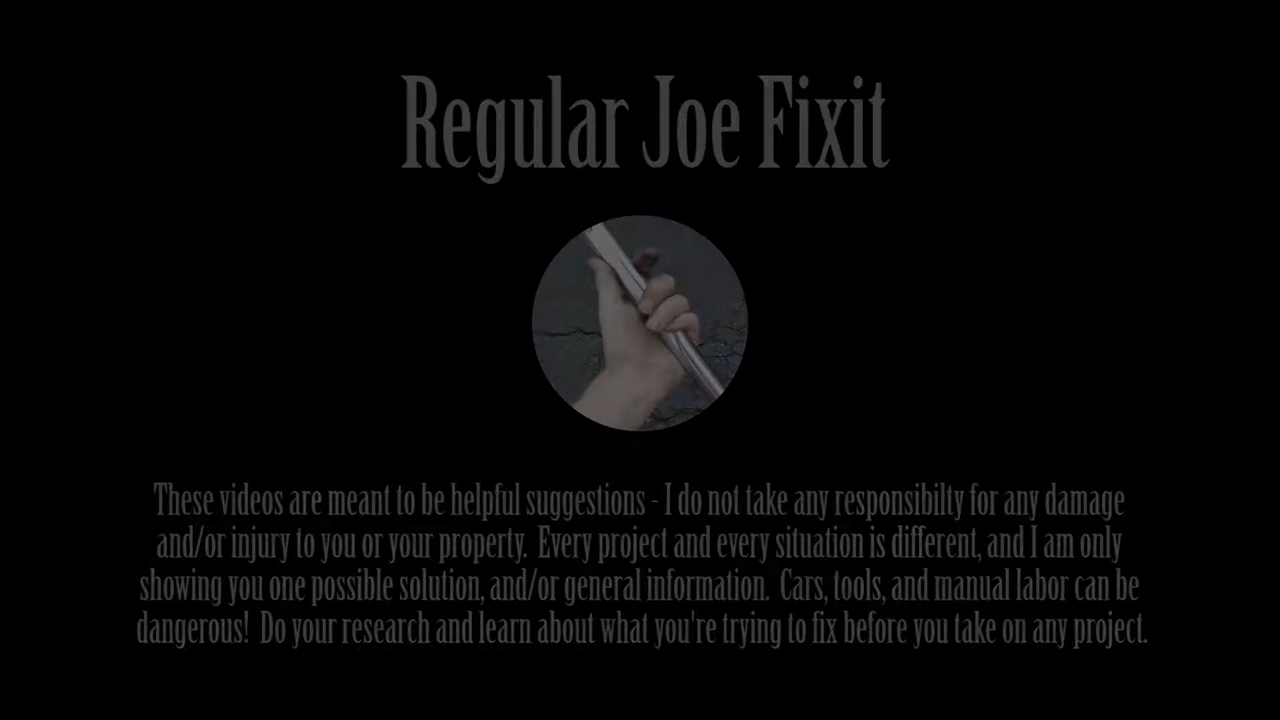 Regular Joe Fixit
These videos are meant to be helpful suggestions - I do not take any responsibilty for any damage
and/or injury to you or your property.  Every project and every situation is different, and I am only
showing you one possible solution, and/or general information.  Cars, tools, and manual labor can be
dangerous!  Do your research and learn about what you're trying to fix before you take on any project.